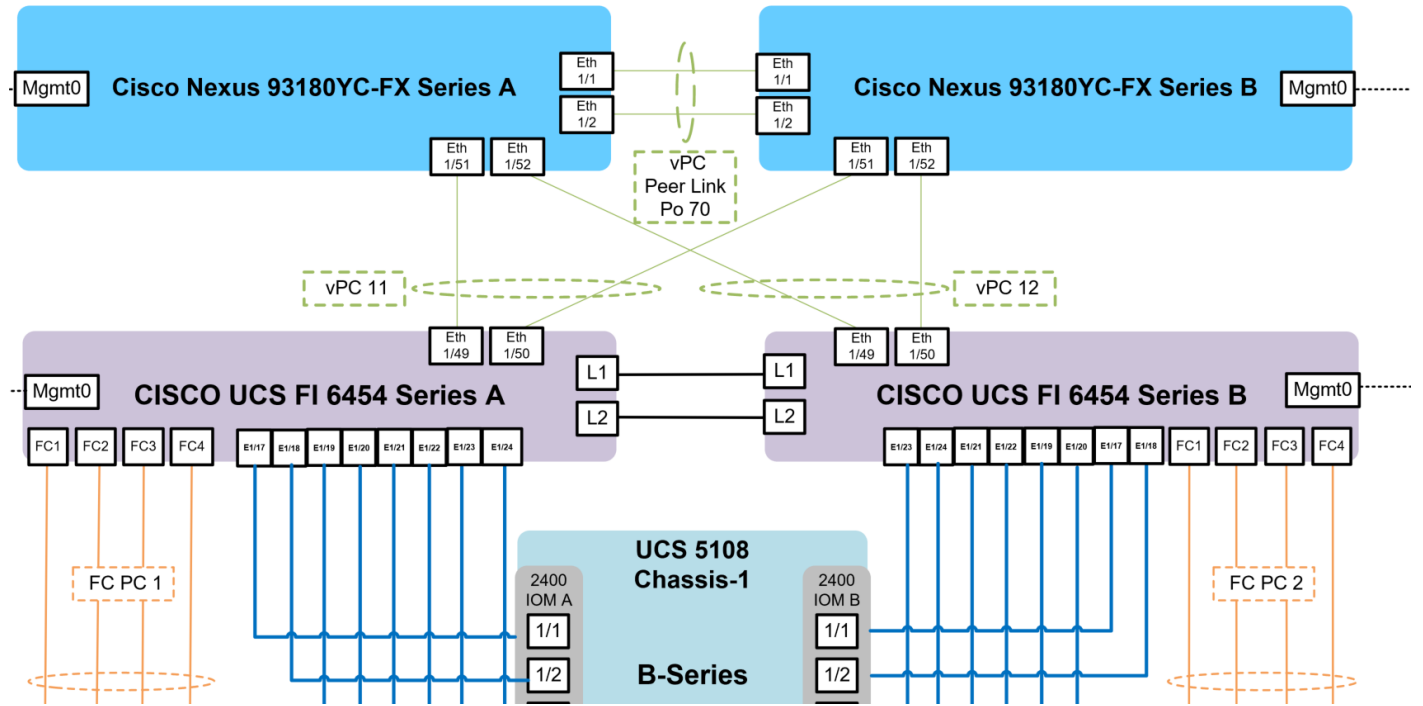 Mgmt0
Cisco Nexus 93180YC-FX Series A
Eth
1/1
Eth
1/2
Eth
1/51
Eth
1/52
Eth
1/1
Eth
1/2
Cisco Nexus 93180YC-FX Series B
Mgmt0
Eth
1/51
Eth
1/52
vPC
Peer Link
Po 70
vPC 11
vPC 12
Eth
1/49
Eth
1/50
Mgmt0
CISCO UCS FI 6454 Series A
L1
L2
FC1
FC2
FC3
FC4
E1/17
E1/18
E1/19
E1/20
E1/21
E1/22
E1/23
E1/24
Eth
1/49
Eth
1/50
L1
L2
CISCO UCS FI 6454 Series B
Mgmt0
E1/23
E1/24
E1/21
E1/22
E1/19
E1/20
E1/17
E1/18
FC1
FC2
FC3
FC4
FC PC 1
UCS 5108
Chassis-1
2400
IOM A
1/1
1/2
B-Series
2400
IOM B
1/1
1/2
FC PC 2